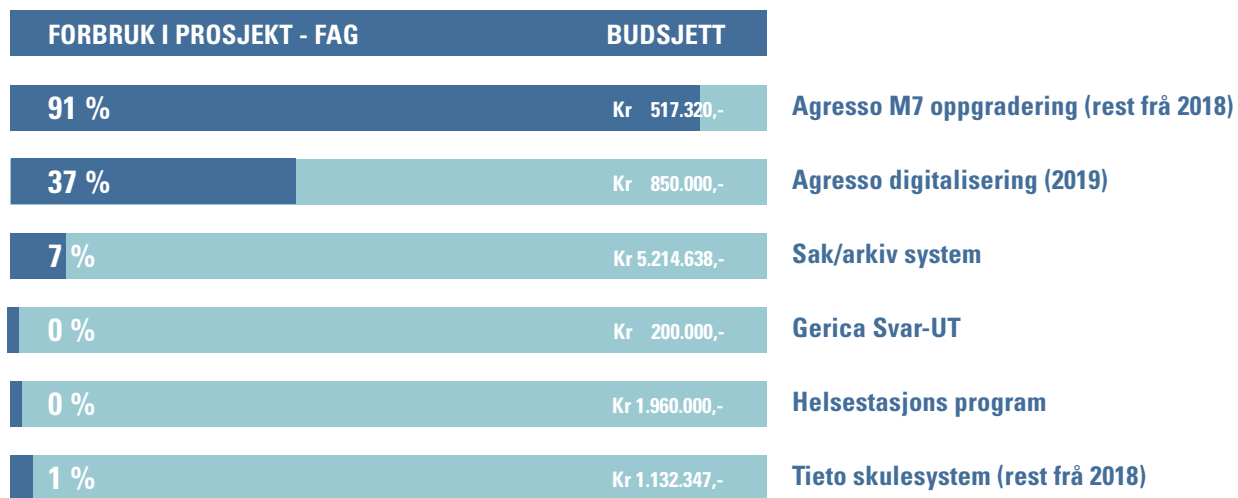 FORBRUK I PROSJEKT - FAG BUDSJETT
91 % Kr 517.320,- Agresso M7 oppgradering (rest frå 2018)
37 % Kr 850.000,- Agresso digitalisering (2019)
7 % Kr 5.214.638,- Sak/arkiv system
0 % Kr 200.000,- Gerica Svar-UT
0 % Kr 1.960.000,- Helsestasjons program
1 % Kr 1.132.347,- Tieto skulesystem (rest frå 2018)